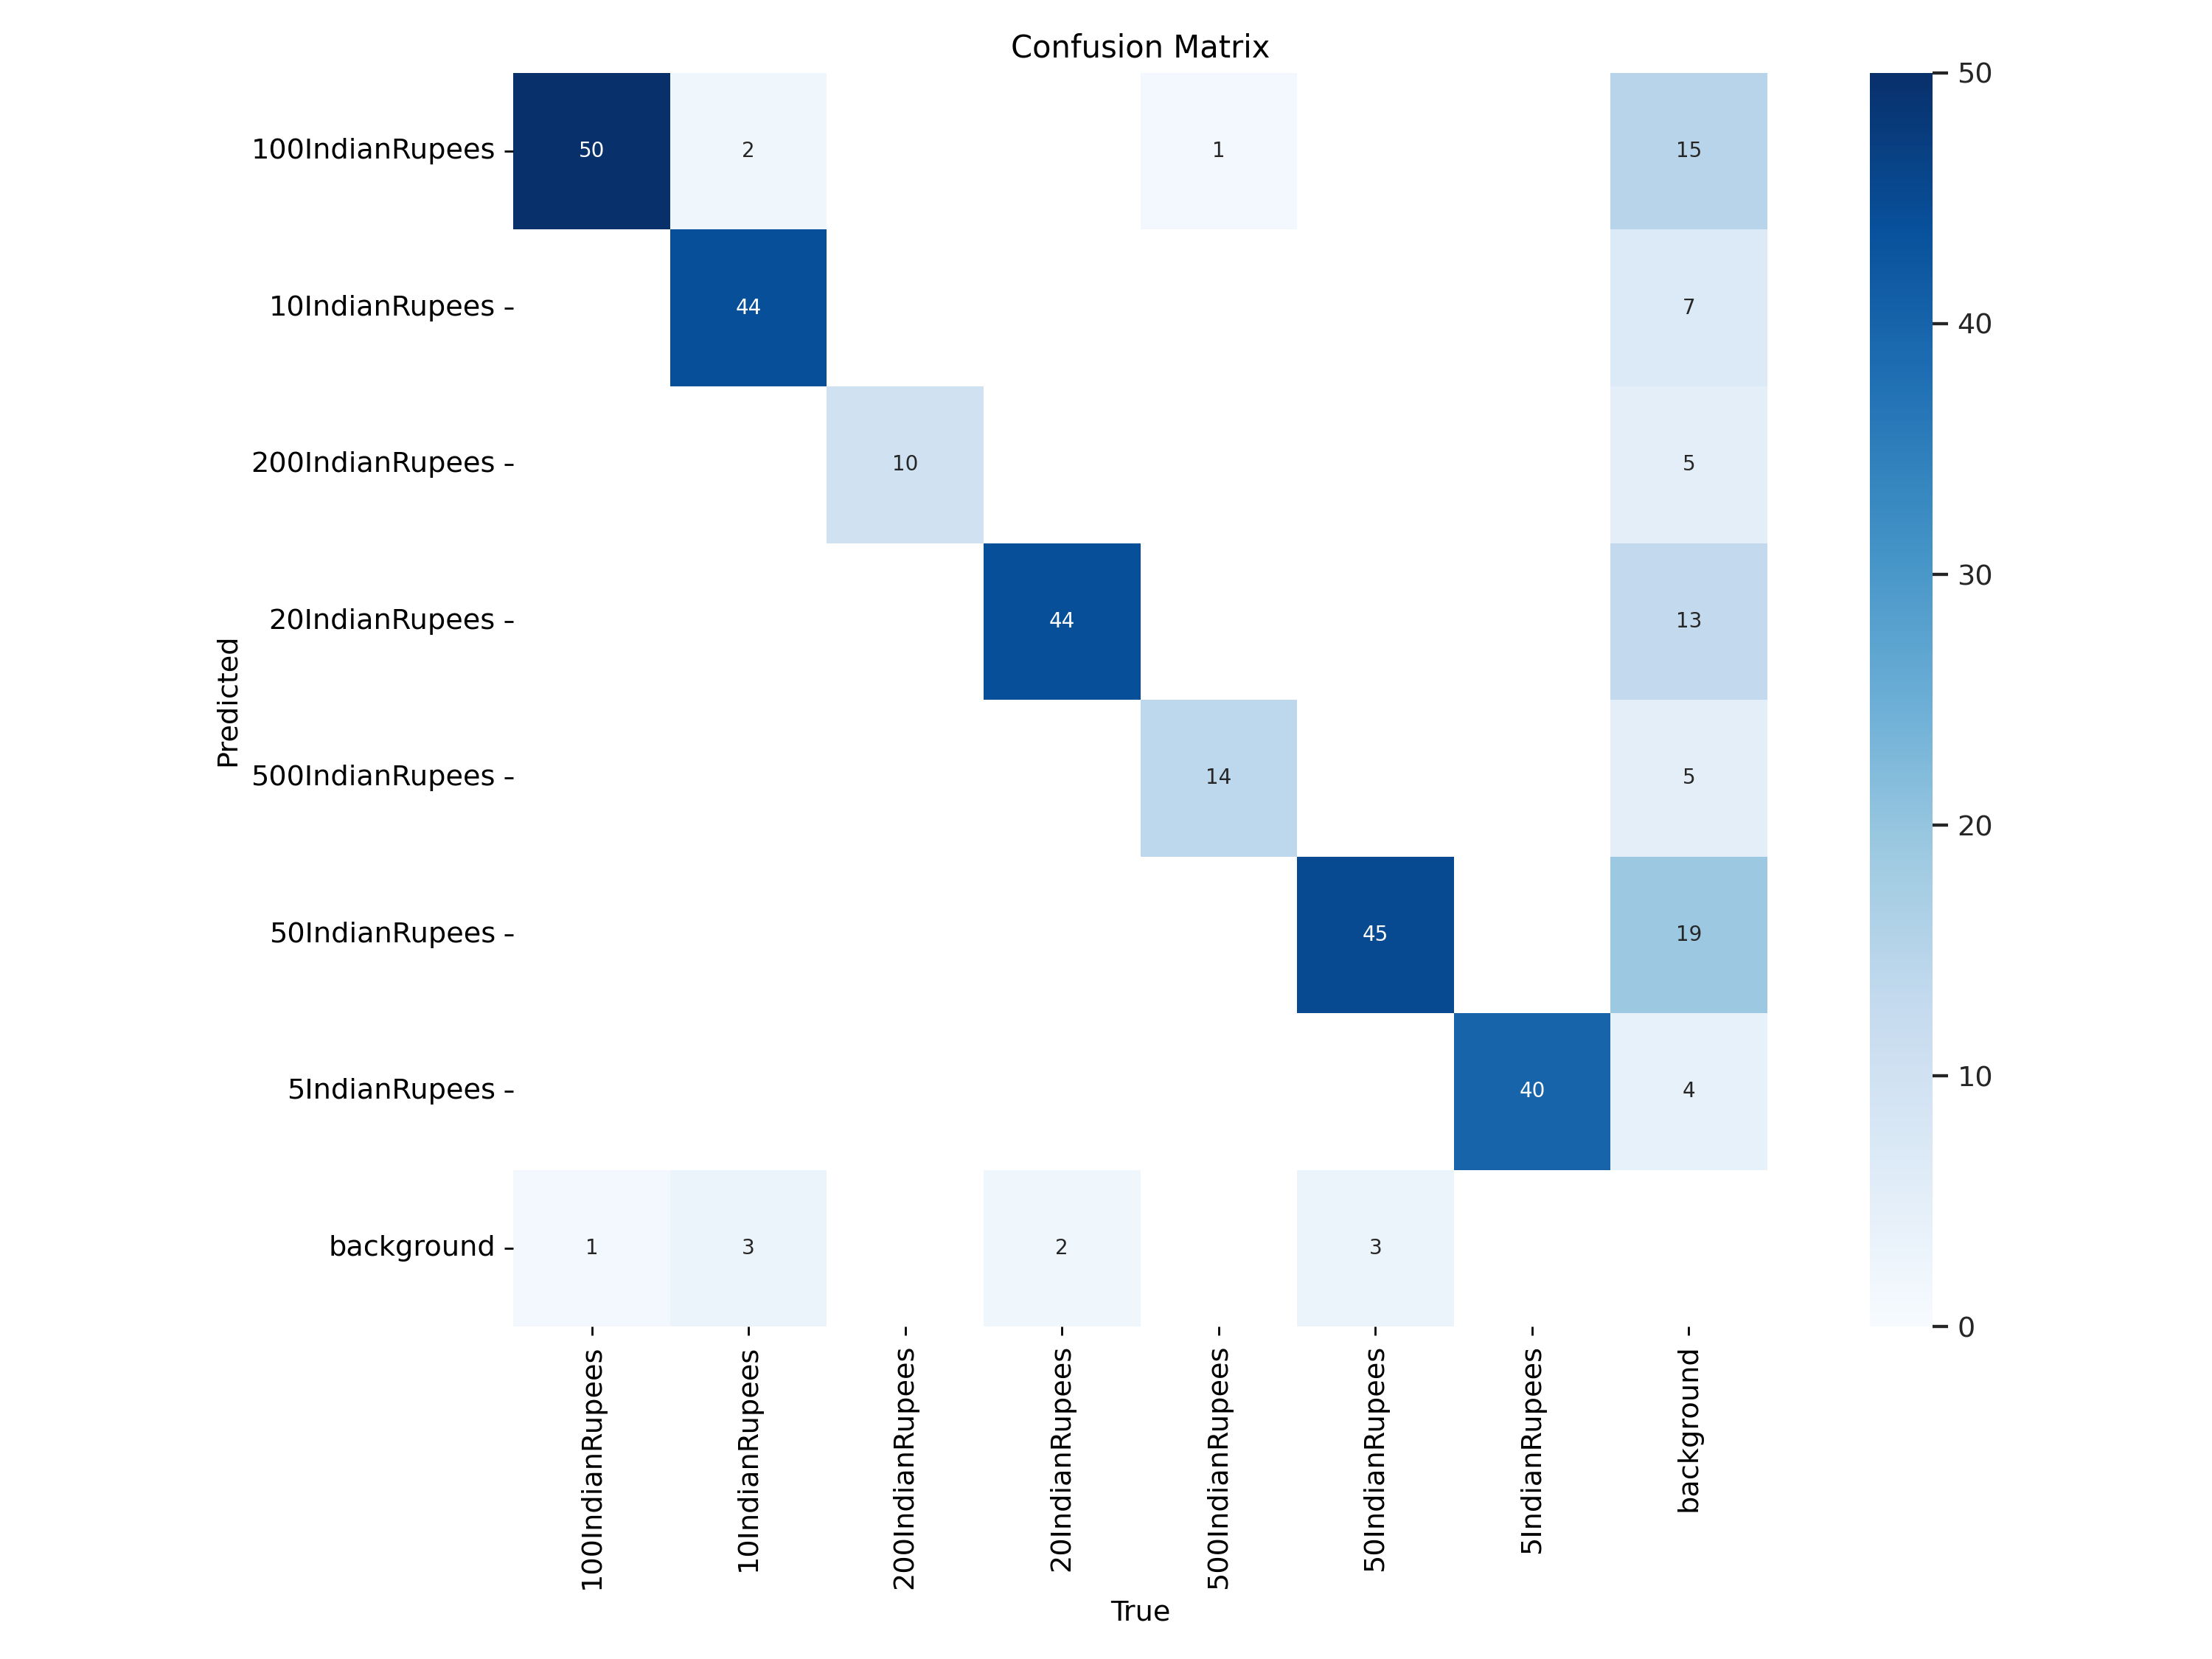 Confusion Matrix
100IndianRupees 50 2 1 15
10IndianRupees 44 7
200IndianRupees 10 5
20IndianRupees 44 13
500IndianRupees 14 5
50IndianRupees 45 19
5IndianRupees 40 4
background 1 3 2 3
Predicted
100IndianRupees
10IndianRupees
200IndianRupees
20IndianRupees
500IndianRupees
50IndianRupees
5IndianRupees
background
True
50
40
30
20
10
0